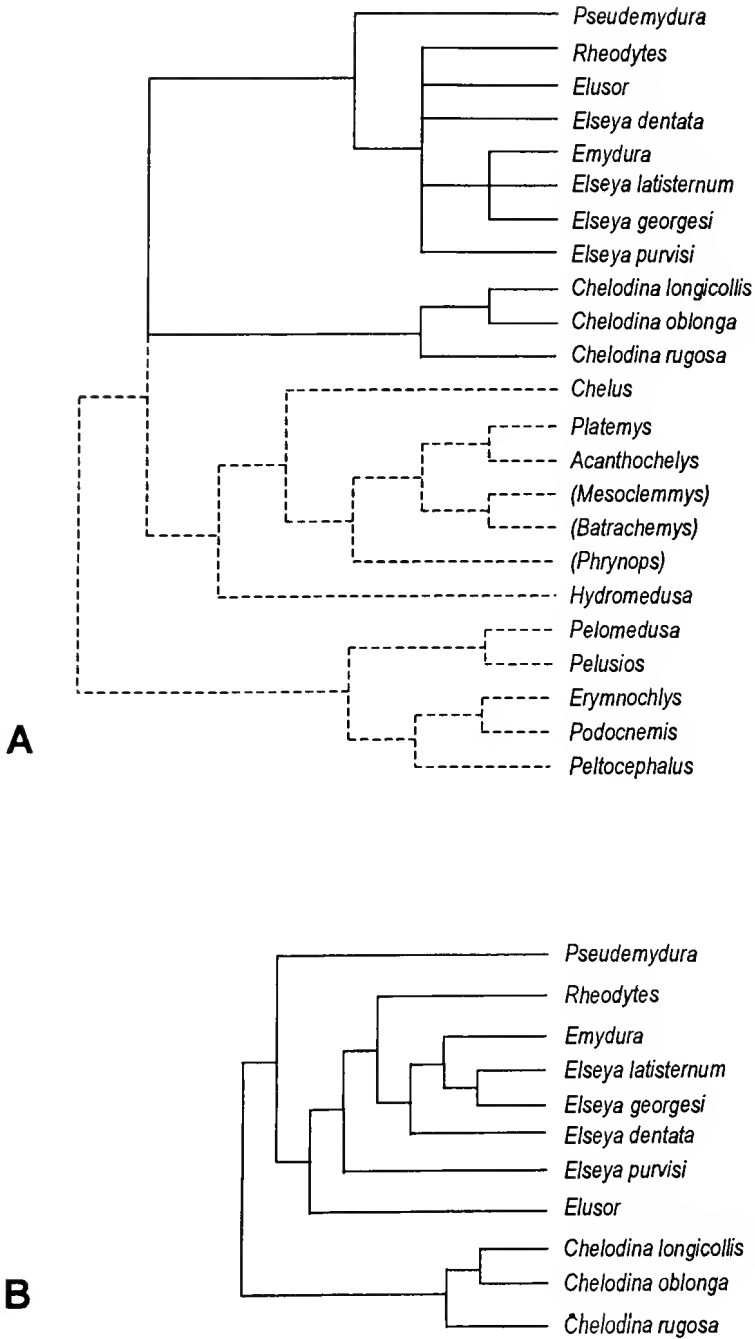 Pseudemydura
Rheodytes
Elusor
Elseya dentata
Emydura
Elseya latisternum
Elseya georgesi
Elseya purvisi
Chelodina longicollis
Chelodina oblonga
Chelodina rugosa
Chelus
Platemys
Acanthochelys
(Mesoclemmys)
(Batrachemys)
(Phrynops)
Hydromedusa
Pelomedusa
Pelusios
Erymnochlys
Podocnemis
Peltocephalus
A
Pseudemydura
Rheodytes
Emydura
Elseya latisternum
Elseya georgesi
Elseya dentata
Elseya purvisi
Elusor
Chelodina longicollis
Chelodina oblonga
Chelodina rugosa
B